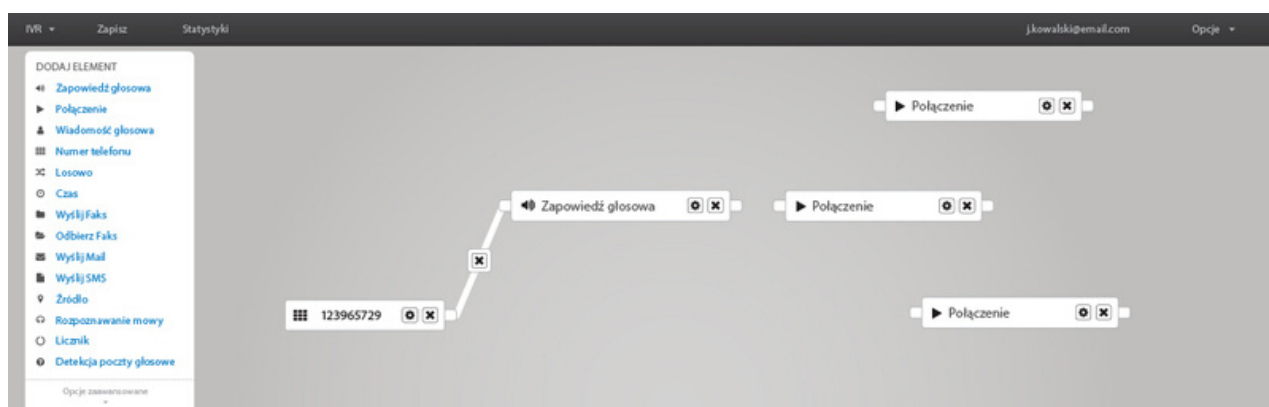 IVR Zapisz Statystyki j.kowalski@email.com Opcje
DODAJ ELEMENT
Zapowiedź głosowa
Połączenie
Wiadomość głosowa
Numer telefonu
Losowo
Czas
Wyślij Faks
Odbierz Faks
Wyślij Mail
Wyślij SMS
Źródło
Rozpoznawanie mowy
Licznik
Detekcja poczty głosowe
Opcje zaawansowane
Połączenie
Zapowiedź głosowa
Połączenie
123965729
Połączenie